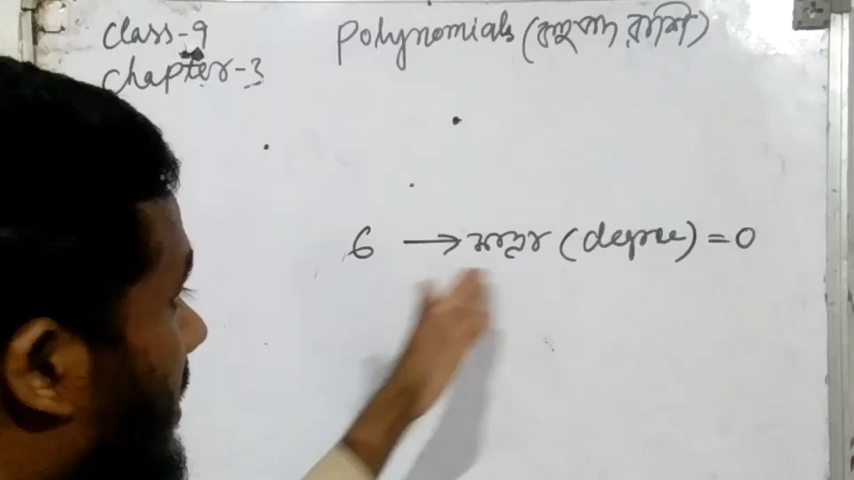 Class-9
Polynomials (বহুপদ রাশি)
Chapter-3
6 → (degree) = 0